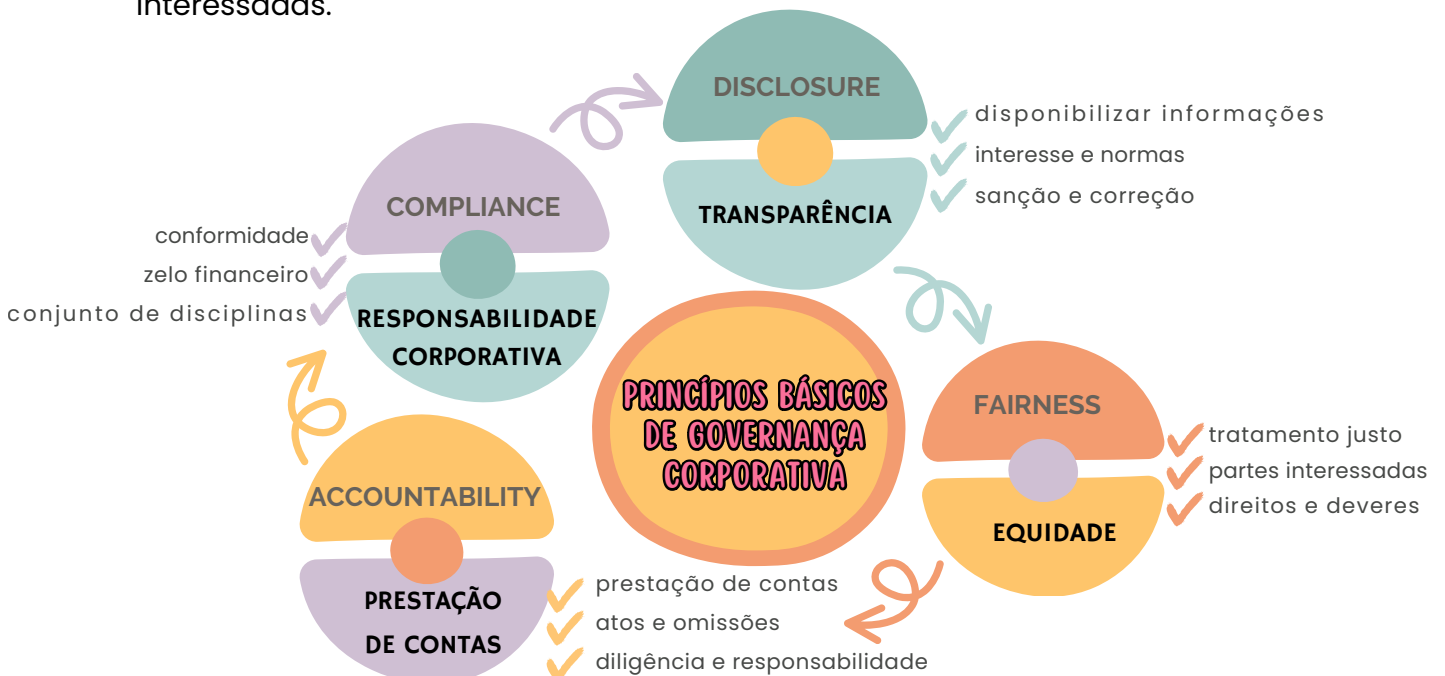 interessadas.
DISCLOSURE
TRANSPARÊNCIA
disponibilizar informações
interesse e normas
sanção e correção
COMPLIANCE
RESPONSABILIDADE
CORPORATIVA
conformidade
zelo financeiro
conjunto de disciplinas
PRINCÍPIOS BÁSICOS
DE GOVERNANÇA
CORPORATIVA
FAIRNESS
EQUIDADE
tratamento justo
partes interessadas
direitos e deveres
ACCOUNTABILITY
PRESTAÇÃO
DE CONTAS
prestação de contas
atos e omissões
diligência e responsabilidade